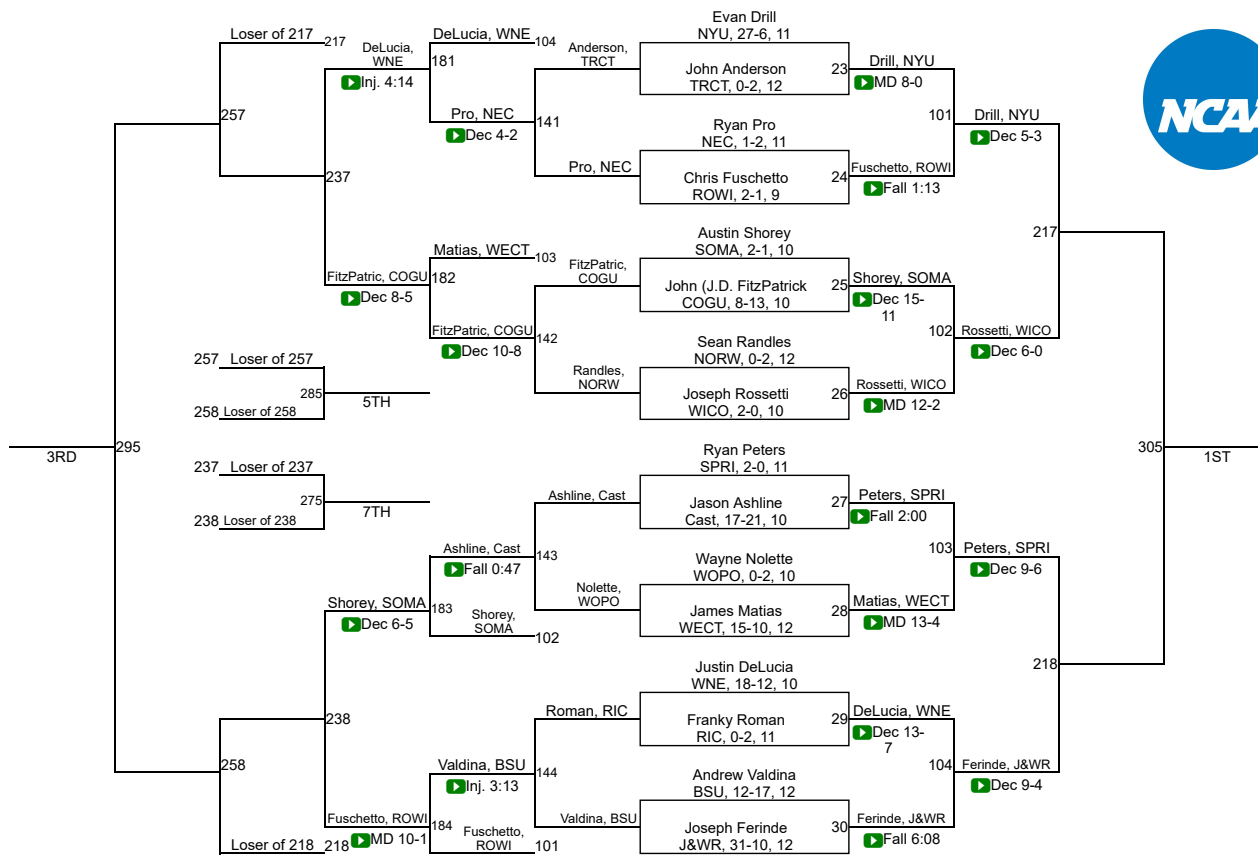 Evan Drill
NYU, 27-6, 11
Loser of 217
217
DeLucia,
WNE
DeLucia, WNE
104
Anderson,
TRCT
181
Inj. 4:14
John Anderson
TRCT, 0-2, 12
23
Drill, NYU
MD 8-0
257
Pro, NEC
Dec 4-2
141
Ryan Pro
NEC, 1-2, 11
101
Drill, NYU
Dec 5-3
NCAA
237
Pro, NEC
Chris Fuschetto
ROWI, 2-1, 9
24
Fuschetto, ROWI
Fall 1:13
Austin Shorey
SOMA, 2-1, 10
217
Matias, WECT
103
FitzPatric, COGU
Dec 8-5
182
FitzPatric,
COGU
John (J.D. FitzPatrick
COGU, 8-13, 10
25
Shorey, SOMA
Dec 15-
11
FitzPatric, COGU
Dec 10-8
142
Sean Randles
NORW, 0-2, 12
102
Rossetti, WICO
Dec 6-0
257
Loser of 257
285
5TH
258
Loser of 258
Randles,
NORW
Joseph Rossetti
WICO, 2-0, 10
26
Rossetti, WICO
MD 12-2
3RD
295
305
1ST
Ryan Peters
SPRI, 2-0, 11
237
Loser of 237
275
7TH
238
Loser of 238
Ashline, Cast
Jason Ashline
Cast, 17-21, 10
27
Peters, SPRI
Fall 2:00
Ashline, Cast
Fall 0:47
143
Wayne Nolette
WOPO, 0-2, 10
103
Peters, SPRI
Dec 9-6
Shorey, SOMA
Dec 6-5
183
Shorey,
SOMA
102
Nolette,
WOPO
James Matias
WECT, 15-10, 12
28
Matias, WECT
MD 13-4
Justin DeLucia
WNE, 18-12, 10
218
238
Roman, RIC
Franky Roman
RIC, 0-2, 11
29
DeLucia, WNE
Dec 13-
7
258
Valdina, BSU
Inj. 3:13
144
Andrew Valdina
BSU, 12-17, 12
104
Ferinde, J&WR
Dec 9-4
Fuschetto, ROWI
MD 10-1
184
Fuschetto,
ROWI
101
Valdina, BSU
Joseph Ferinde
J&WR, 31-10, 12
30
Ferinde, J&WR
Fall 6:08
Loser of 218
218